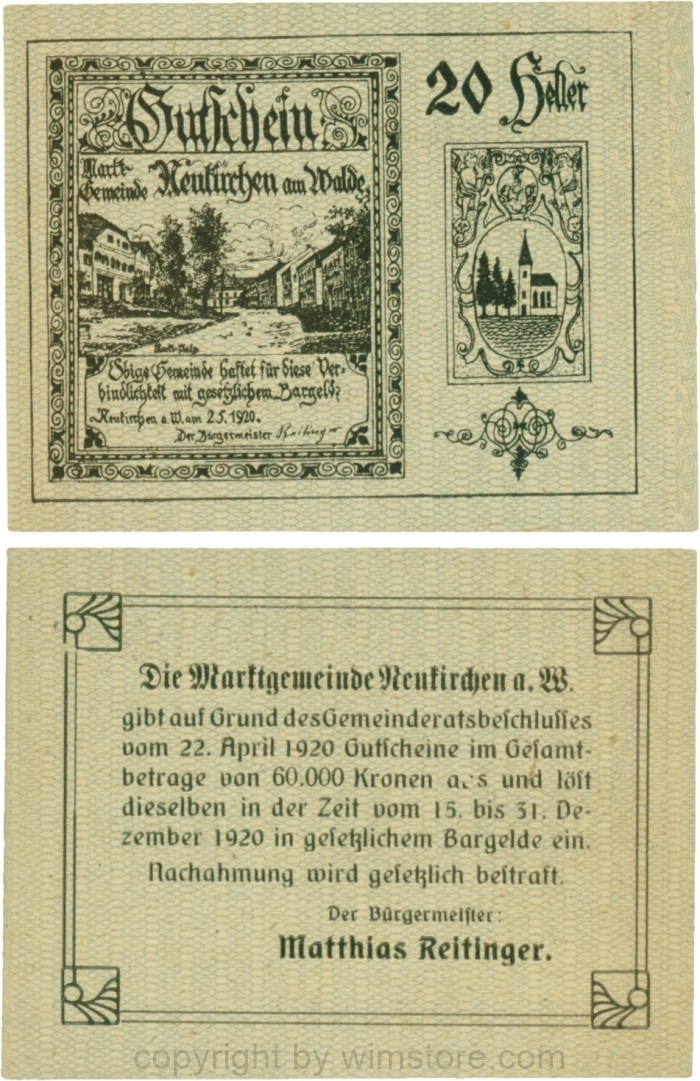 Gutschein
Markt-
Gemeinde Neukirchen am Walde
Markt-Platz
Obige Gemeinde haftet für diese Ver-
bindlichkeit mit gesetzlichem Bargeld.
Neukirchen a. W. am 2.5.1920.
Der Bürgermeister Reitinger
20 Heller
Die Marktgemeinde Neukirchen a. W.
gibt auf Grund des Gemeinderatsbeschlusses
vom 22. April 1920 Gutscheine im Gesamt-
betrage von 60.000 Kronen aus und löst
dieselben in der Zeit vom 15. bis 31. De-
zember 1920 in gesetzlichem Bargelde ein.
Nachahmung wird gesetzlich bestraft.
Der Bürgermeister:
Matthias Reitinger.
copyright by wimstore.com